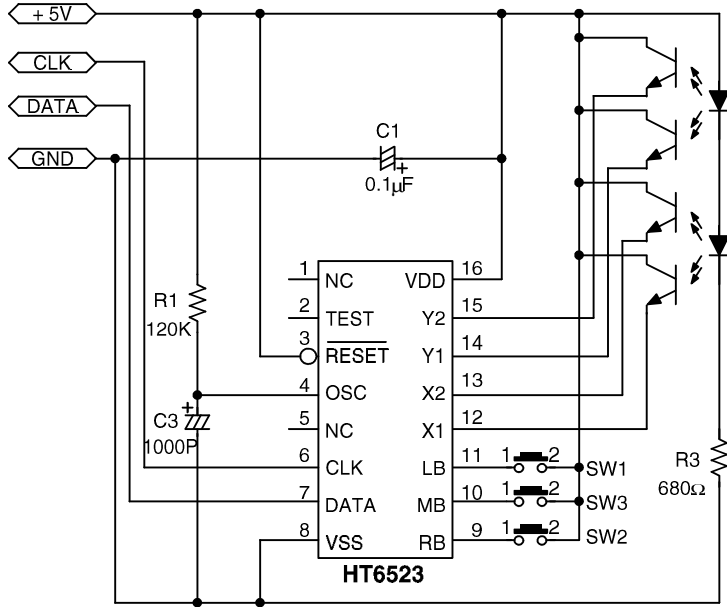 + 5V
CLK
DATA
GND
C1
+
0.1µF
R1
120K
+
C3
1000P
1 NC VDD 16
2 TEST Y2 15
3 RESET Y1 14
4 OSC X2 13
5 NC X1 12
6 CLK LB 11 1 2 SW1
7 DATA MB 10 1 2 SW3
8 VSS RB 9 1 2 SW2
HT6523
R3
680Ω